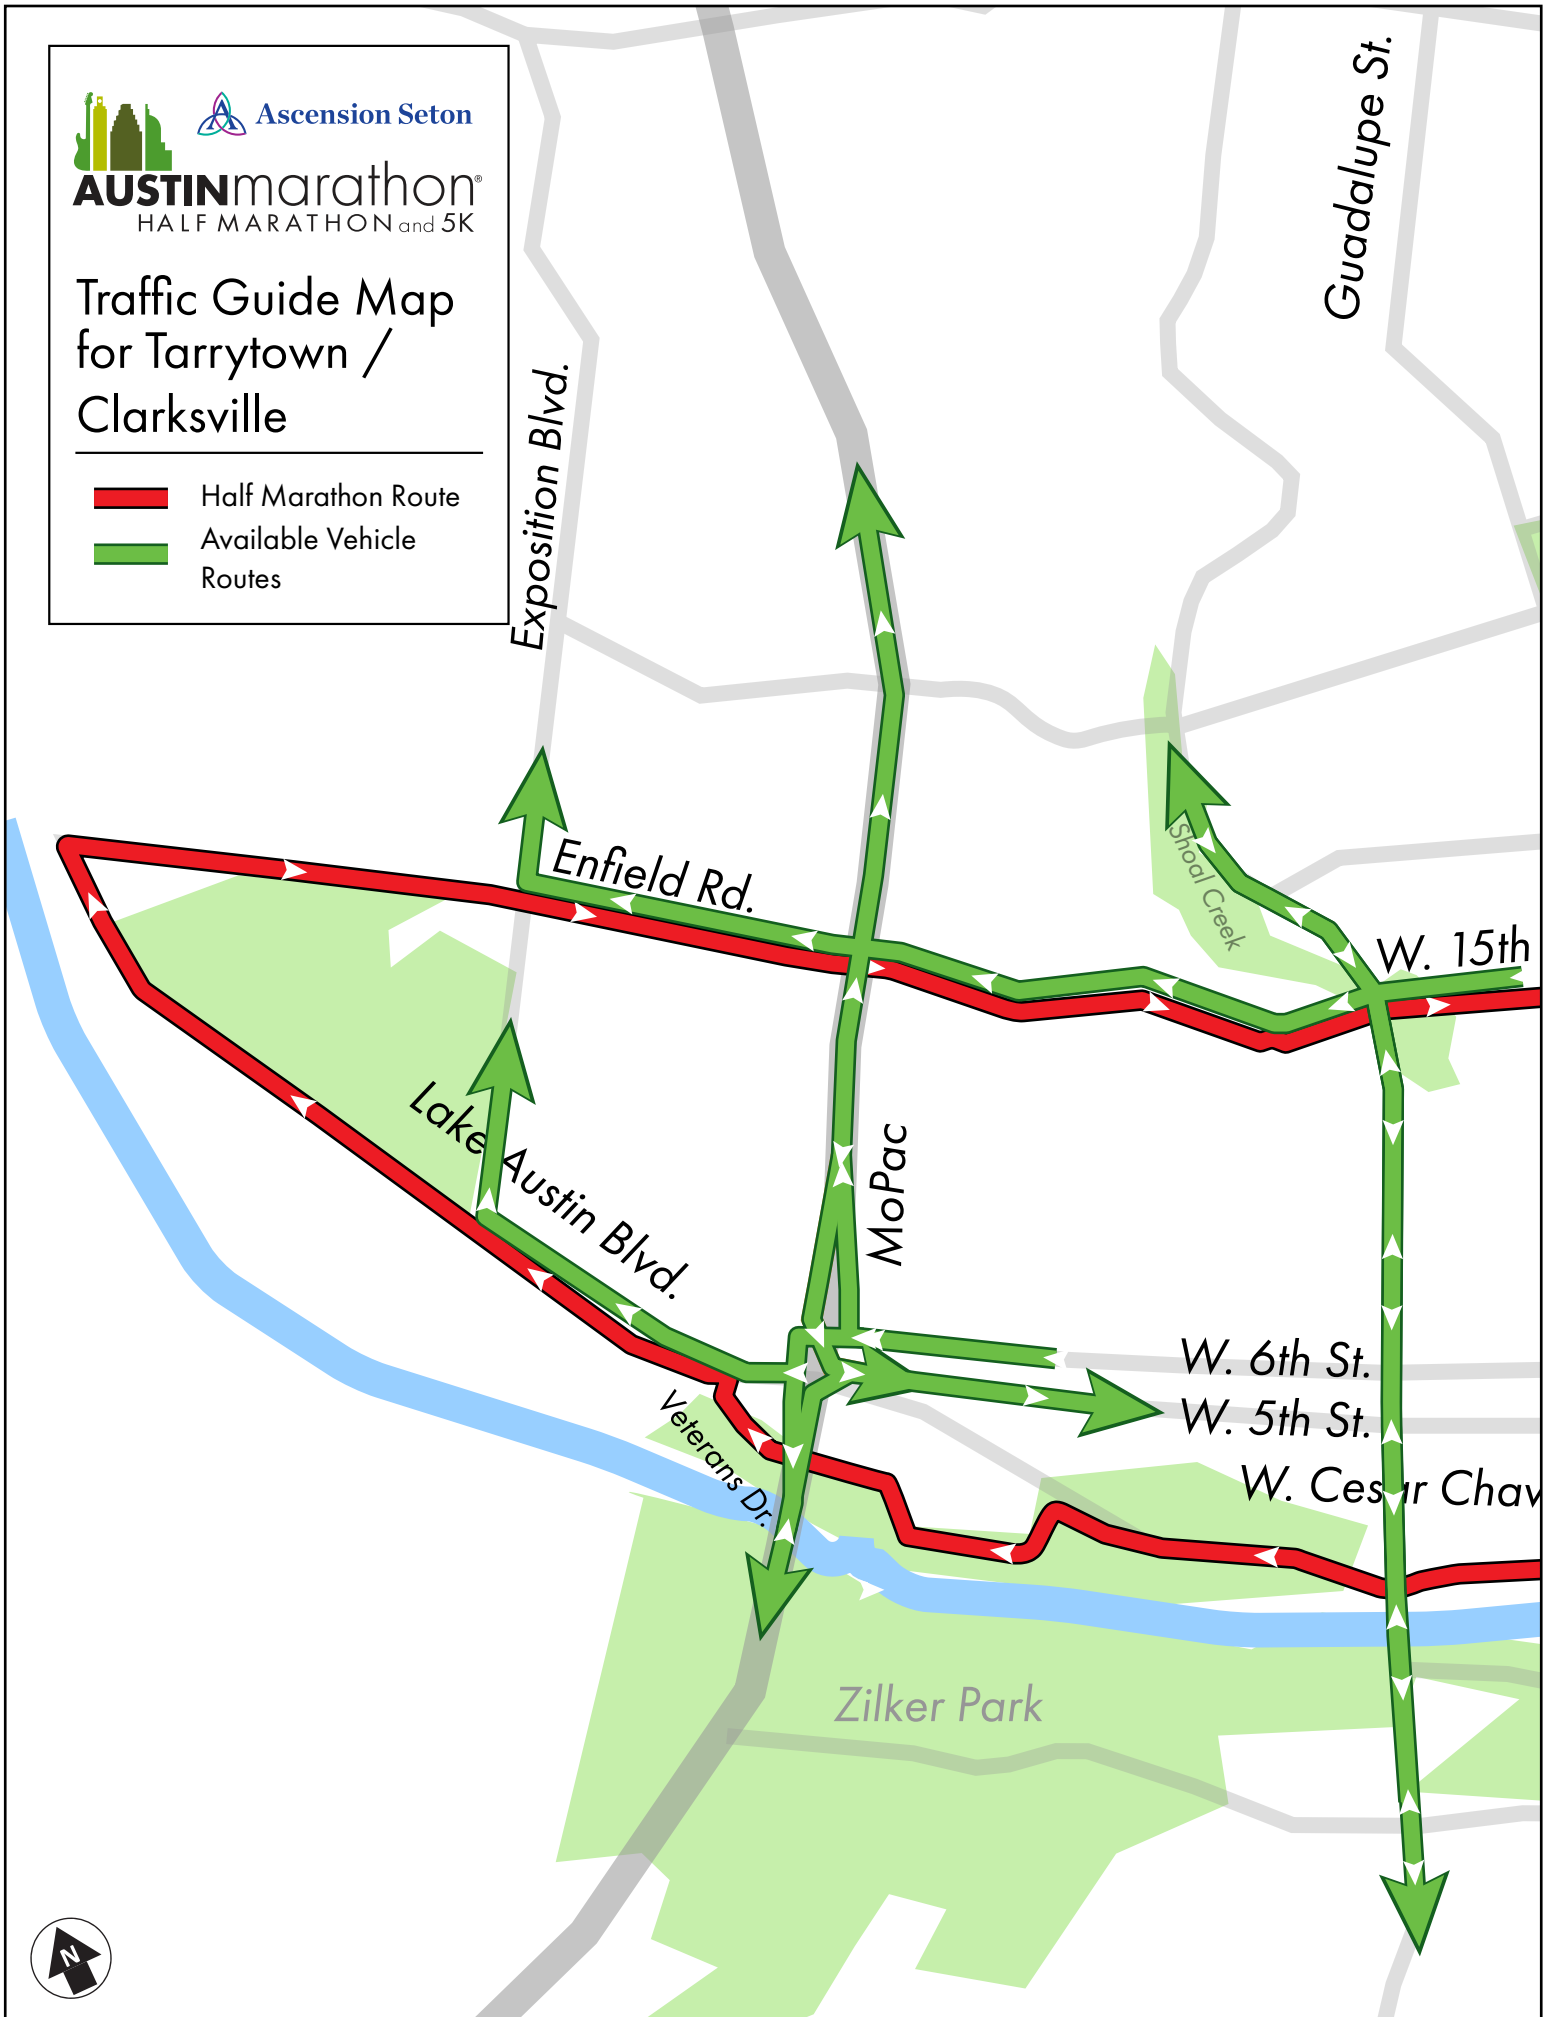 Ascension Seton
AUSTINmarathon®
HALF MARATHON and 5K
Traffic Guide Map
for Tarrytown /
Clarksville
Half Marathon Route
Available Vehicle
Routes
Guadalupe St.
Exposition Blvd.
Enfield Rd.
Shoal Creek
W. 15th
Lake Austin Blvd.
MoPac
W. 6th St.
W. 5th St.
Veterans Dr.
W. Cesar Chav
Zilker Park
N